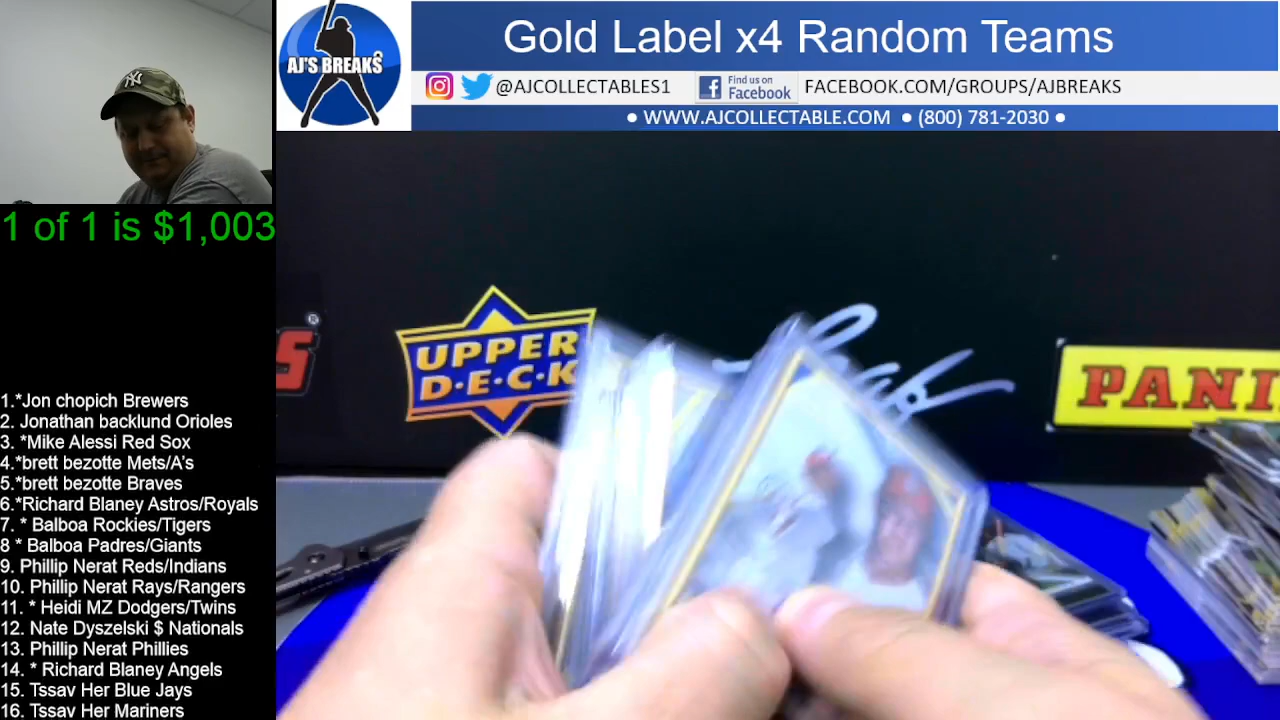 AJ'S BREAKS
Gold Label x4 Random Teams
@AJCOLLECTABLES1
Find us on
Facebook
FACEBOOK.COM/GROUPS/AJBREAKS
● WWW.AJCOLLECTABLE.COM ● (800) 781-2030 ●
1 of 1 is $1,003
UPPER
D•E•C•K
S®
PANI
1.*Jon chopich Brewers
2. Jonathan backlund Orioles
3. *Mike Alessi Red Sox
4.*brett bezotte Mets/A's
5.*brett bezotte Braves
6.*Richard Blaney Astros/Royals
7. * Balboa Rockies/Tigers
8 * Balboa Padres/Giants
9. Phillip Nerat Reds/Indians
10. Phillip Nerat Rays/Rangers
11. * Heidi MZ Dodgers/Twins
12. Nate Dyszelski $ Nationals
13. Phillip Nerat Phillies
14. * Richard Blaney Angels
15. Tssav Her Blue Jays
16. Tssav Her Mariners